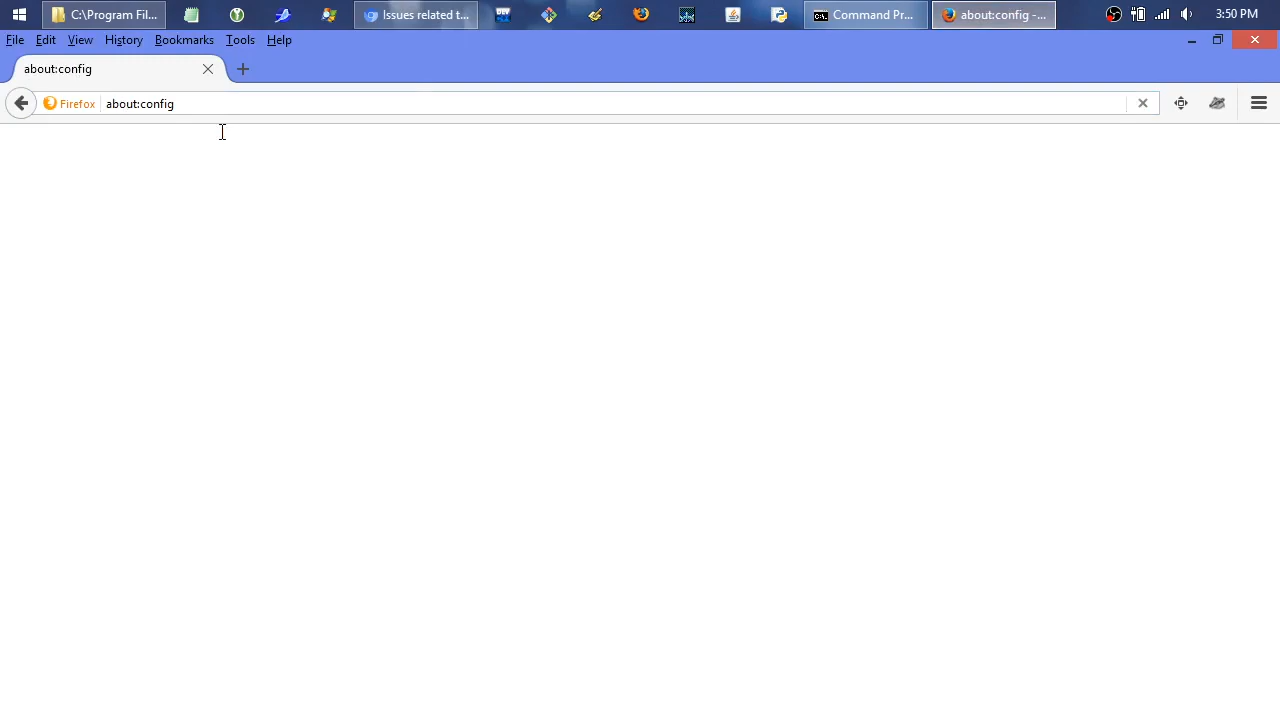 C:\Program Fil...
Issues related t...
Command Pr...
about:config -...
3:50 PM
File Edit View History Bookmarks Tools Help
about:config
Firefox about:config